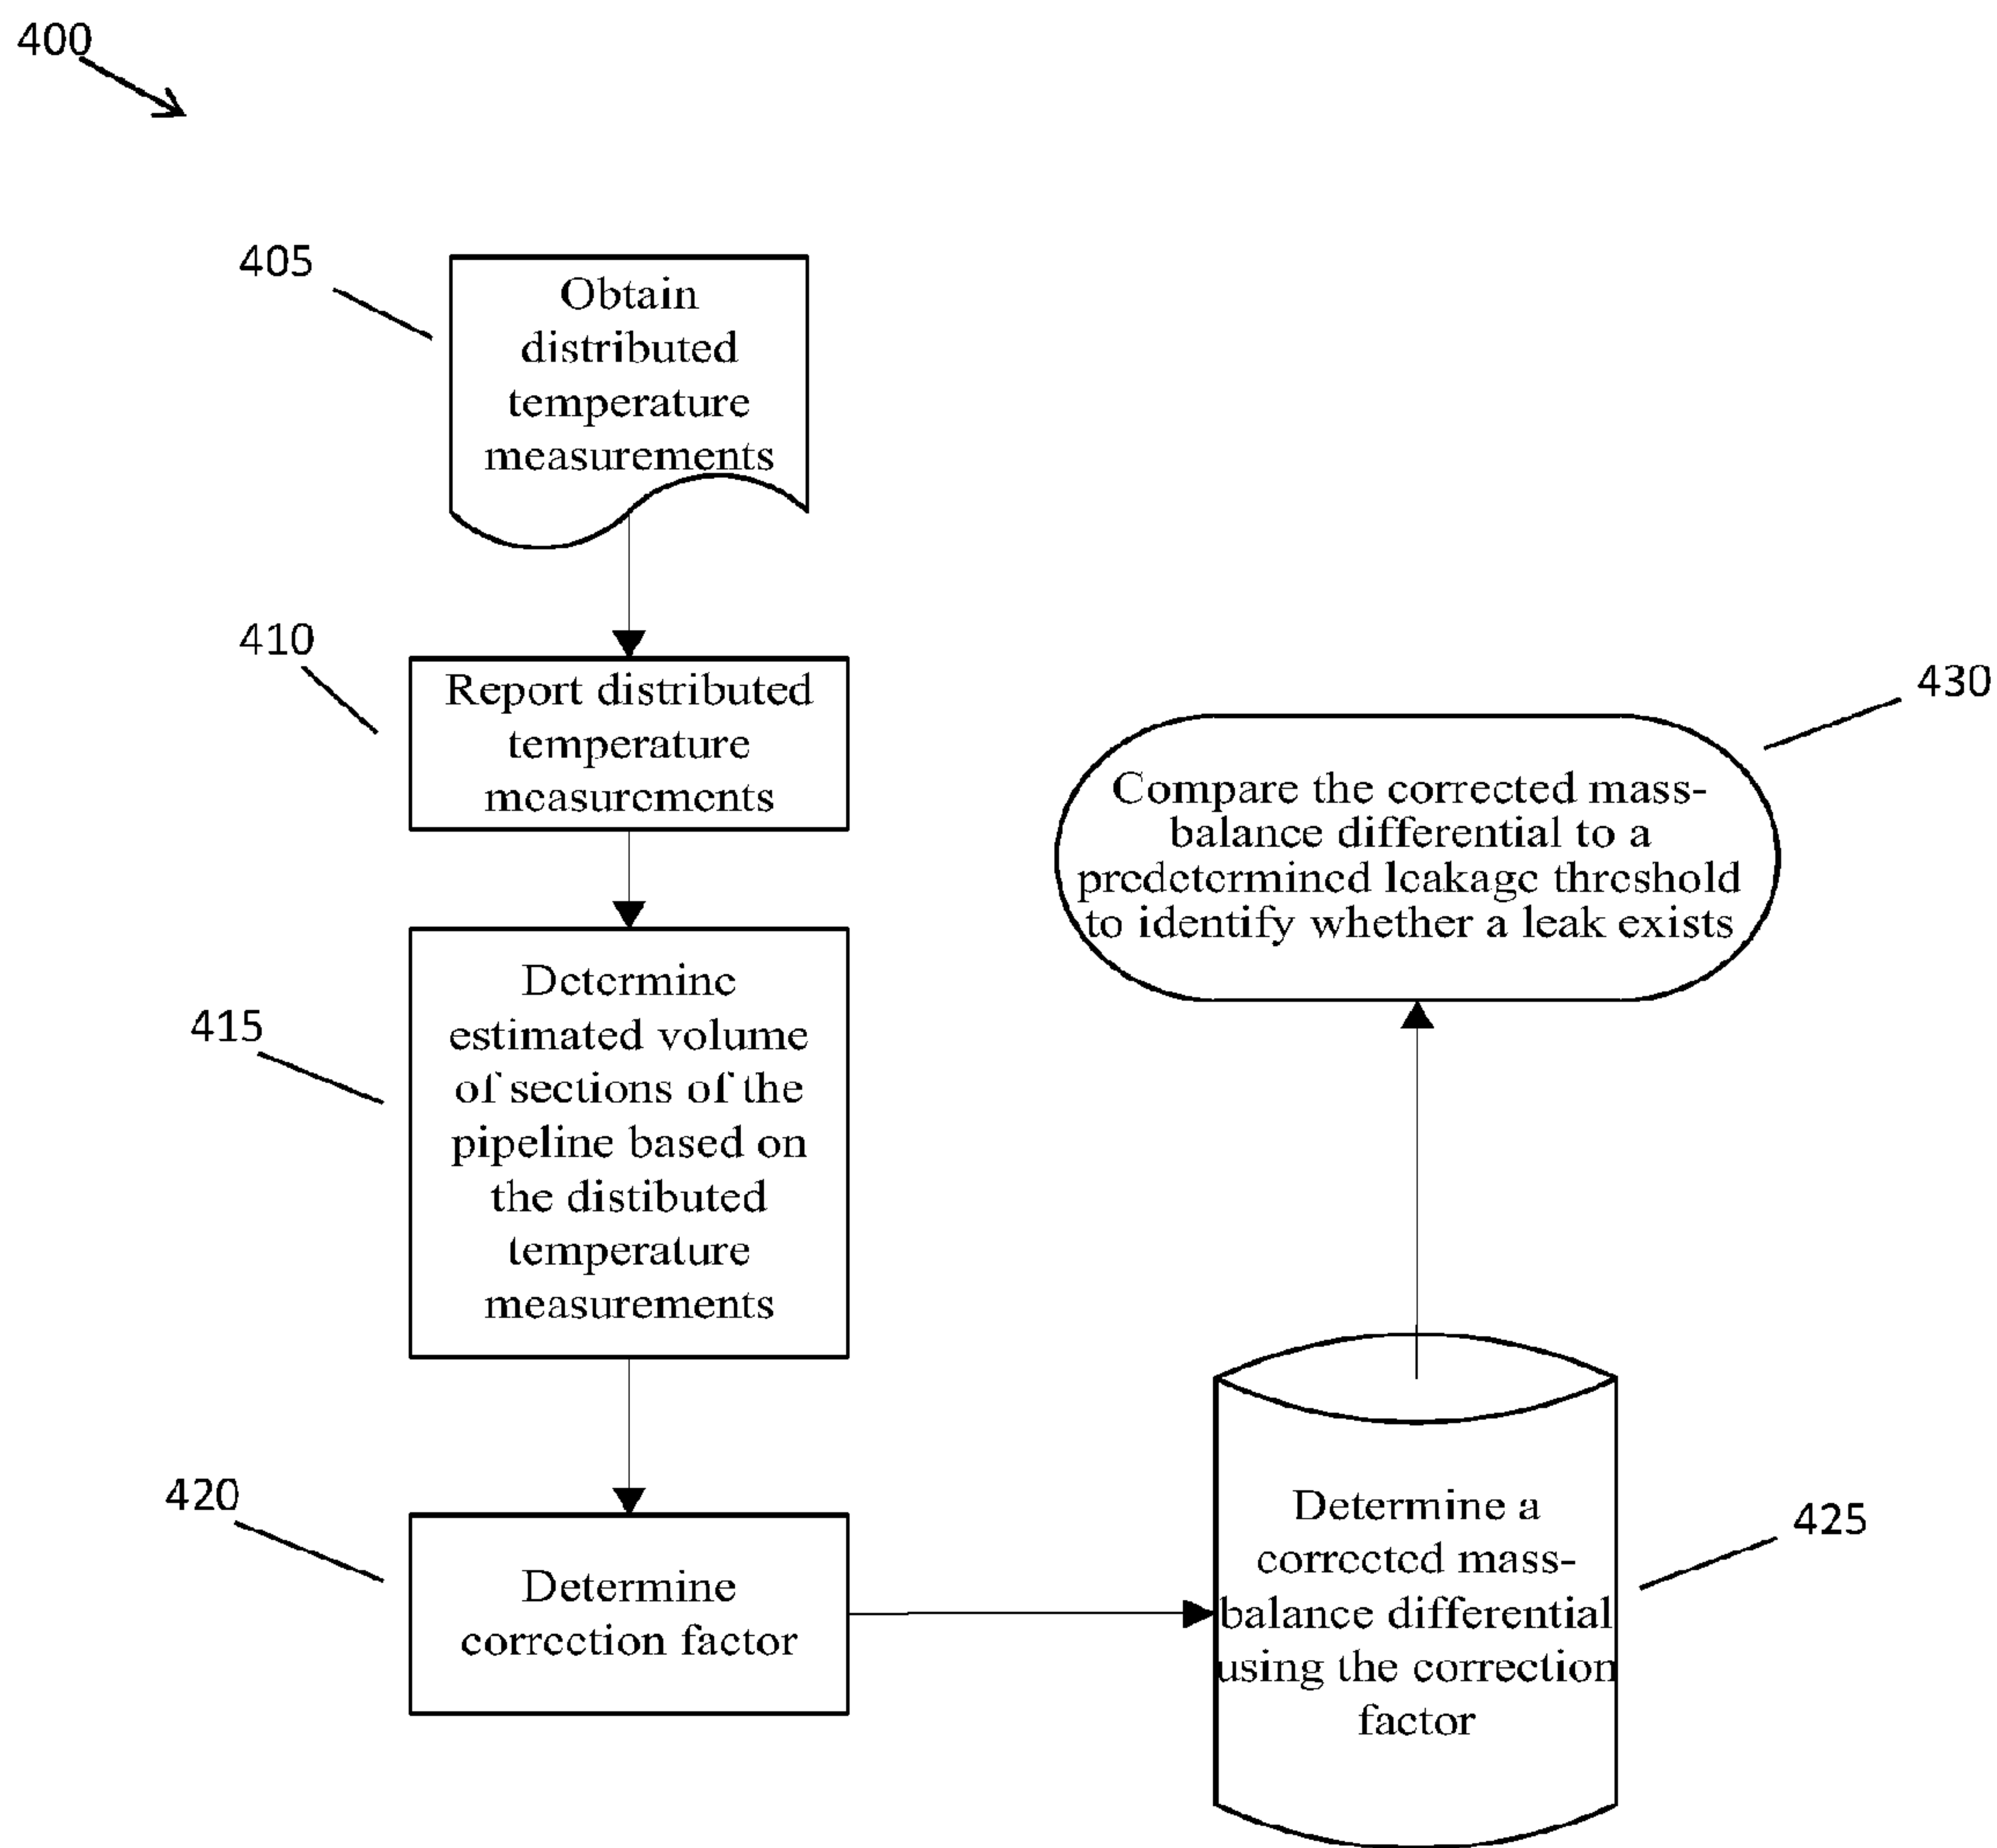 400
405
Obtain
distributed
temperature
measurements
410
Report distributed
temperature
measurements
415
Determine
estimated volume
of sections of the
pipeline based on
the distibuted
temperature
measurements
420
Determine
correction factor
425
Determine a
corrected mass-
balance differential
using the correction
factor
430
Compare the corrected mass-
balance differential to a
predetermined leakage threshold
to identify whether a leak exists